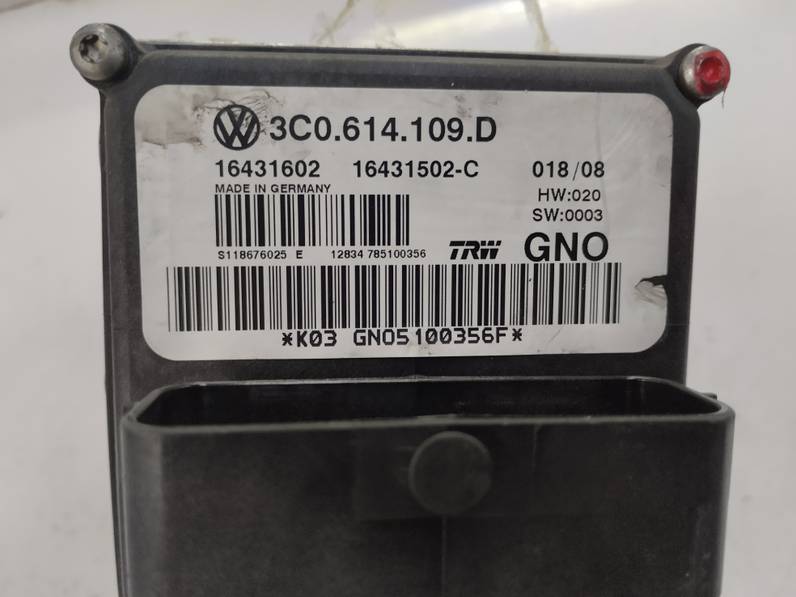 3C0.614.109.D
16431602 16431502-C 018/08
MADE IN GERMANY HW:020
SW:0003
S118676025 E 12834 785100356 TRW GNO
*K03 GNO5100356F*